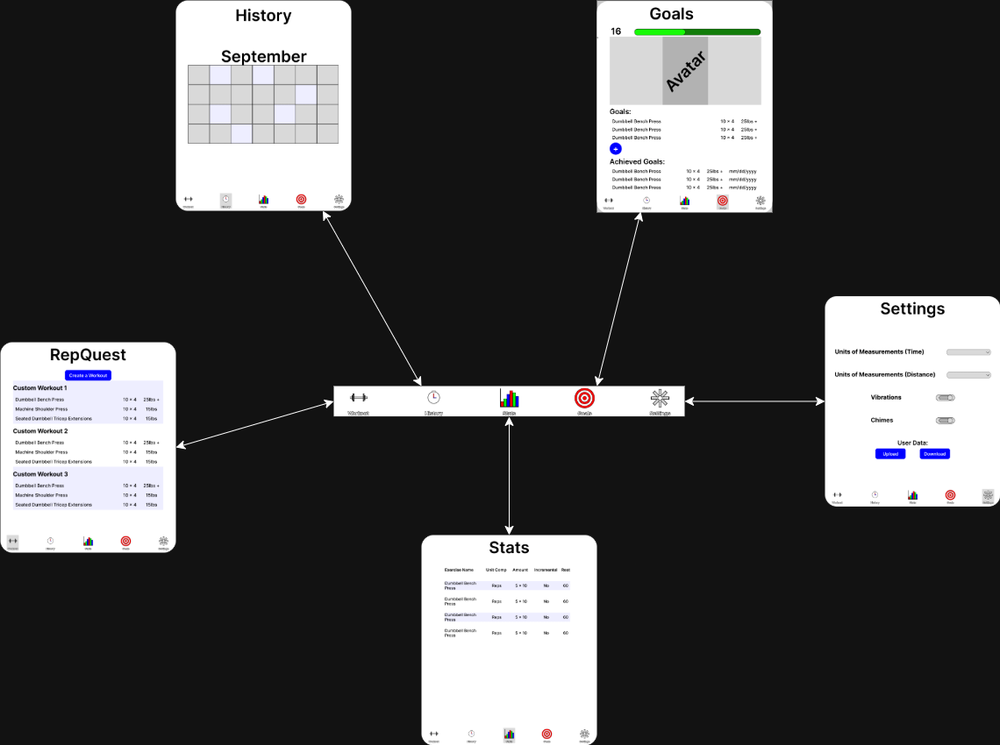 History
September
Workout History Stats Goals Settings
Goals
16
Avatar
Goals:
Dumbbell Bench Press 10 × 4 25lbs +
Dumbbell Bench Press 10 × 4 25lbs +
Dumbbell Bench Press 10 × 4 25lbs +
+
Achieved Goals:
Dumbbell Bench Press 10 × 4 25lbs + mm/dd/yyyy
Dumbbell Bench Press 10 × 4 25lbs + mm/dd/yyyy
Dumbbell Bench Press 10 × 4 25lbs + mm/dd/yyyy
Workout History Stats Goals Settings
RepQuest
Create a Workout
Custom Workout 1
Dumbbell Bench Press 10 × 4 25lbs +
Machine Shoulder Press 10 × 4 15lbs
Seated Dumbbell Tricep Extensions 10 × 4 15lbs
Custom Workout 2
Dumbbell Bench Press 10 × 4 25lbs +
Machine Shoulder Press 10 × 4 15lbs
Seated Dumbbell Tricep Extensions 10 × 4 15lbs
Custom Workout 3
Dumbbell Bench Press 10 × 4 25lbs +
Machine Shoulder Press 10 × 4 15lbs
Seated Dumbbell Tricep Extensions 10 × 4 15lbs
Workout History Stats Goals Settings
Workout History Stats Goals Settings
Settings
Units of Measurements (Time)
Units of Measurements (Distance)
Vibrations
Chimes
User Data:
Upload Download
Workout History Stats Goals Settings
Stats
Exercise Name Unit Comp Amount Incremental Rest
Dumbbell Bench
Press Reps 5 × 10 No 60
Dumbbell Bench
Press Reps 5 × 10 No 60
Dumbbell Bench
Press Reps 5 × 10 No 60
Dumbbell Bench
Press Reps 5 × 10 No 60
Workout History Stats Goals Settings